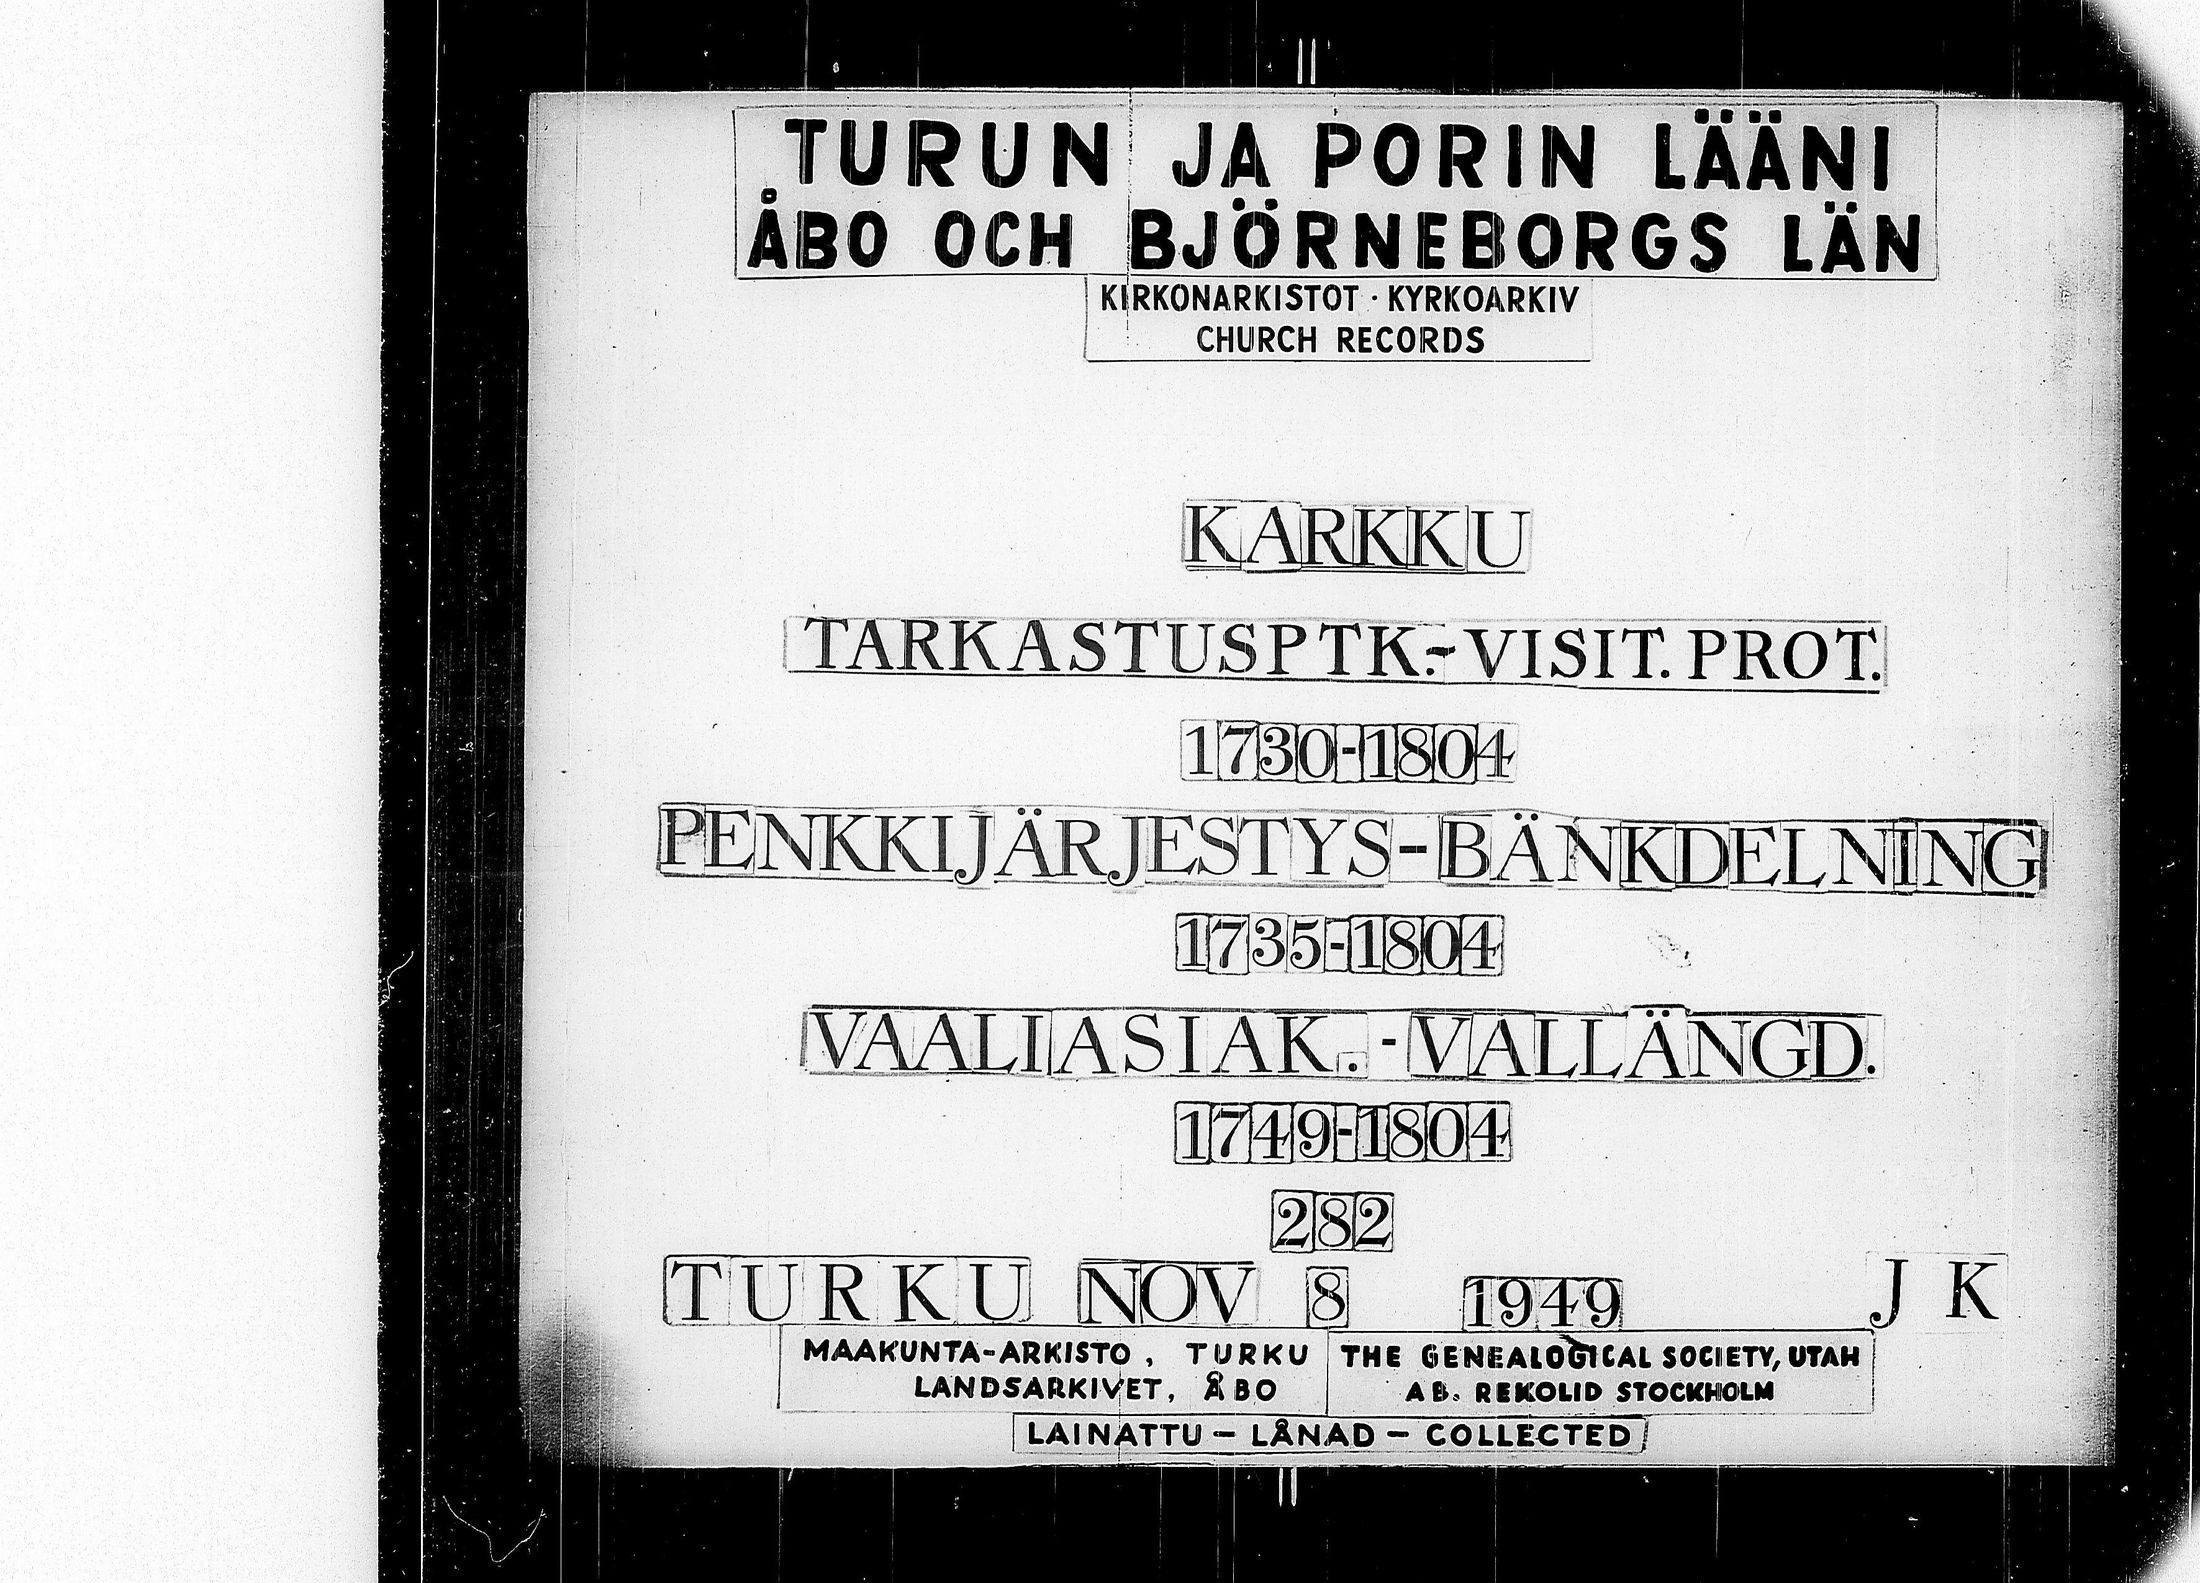 TURUN JA PORIN LÄÄNI
ÅBO OCH BJÖRNEBORGS LÄN
KIRKONARKISTOT · KYRKOARKIV
CHURCH RECORDS
KARKKU
TARKASTUSPTK.-VISIT. PROT.
1730-1804
PENKKIJÄRJESTYS-BÄNKDELNING
1735-1804
VAALIASIAK.-VALLÄNGD.
1749-1804
282
TURKU NOV 8 1949 J K
MAAKUNTA-ARKISTO, TURKU
LANDSARKIVET, ÅBO
THE GENEALOGICAL SOCIETY, UTAH
AB. REKOLID STOCKHOLM
LAINATTU - LÅNAD - COLLECTED